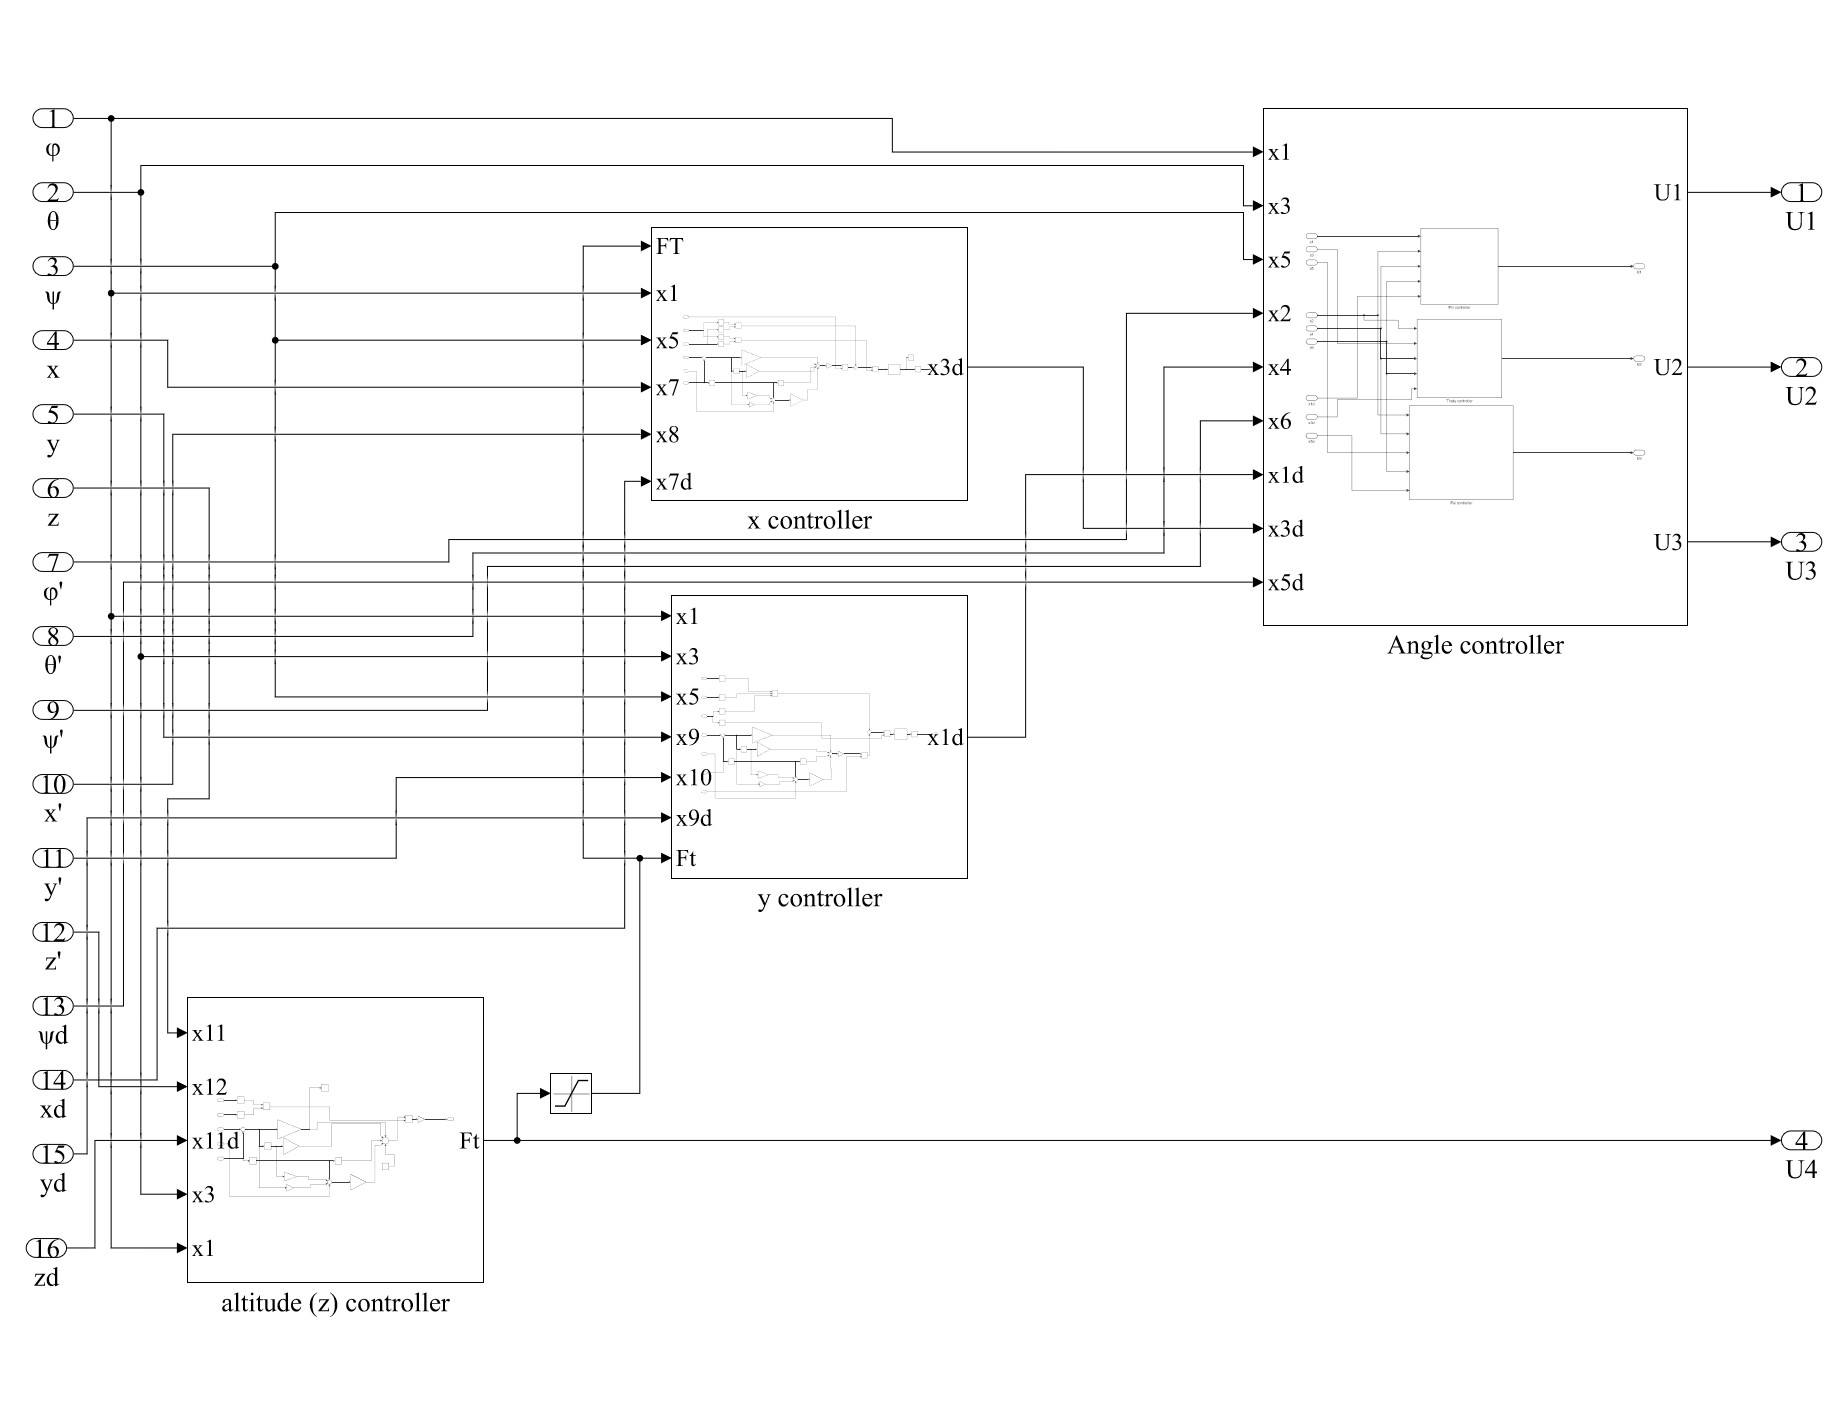 1
φ
2
θ
3
ψ
4
x
5
y
6
z
7
φ'
8
θ'
9
ψ'
10
x'
11
y'
12
z'
13
ψd
14
xd
15
yd
16
zd
FT
x1
x5
x7
x8
x7d
x3d
x controller
x1
x3
x5
x9
x10
x9d
Ft
x1d
y controller
x11
x12
x11d
x3
x1
Ft
altitude (z) controller
x1
x3
x5
x2
x4
x6
x1d
x3d
x5d
U1
U2
U3
Angle controller
1
U1
2
U2
3
U3
4
U4